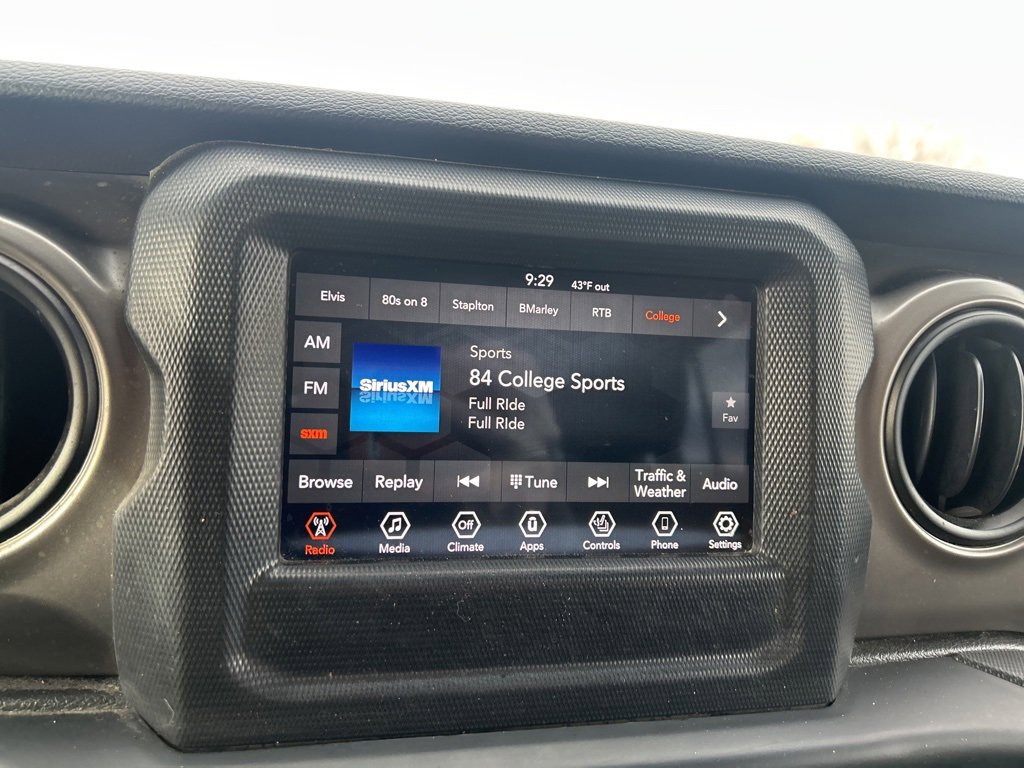 9:29 43°F out
Elvis 80s on 8 Staplton BMarley RTB College
AM
FM
sxm
SiriusXM
Sports
84 College Sports
Full RIde
Full RIde
Fav
Browse Replay Tune Traffic & Weather Audio
Off
Radio Media Climate Apps Controls Phone Settings